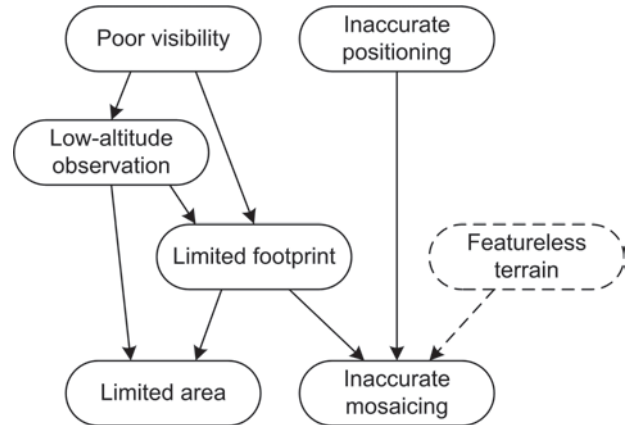 Poor visibility
Inaccurate
positioning
Low-altitude
observation
Limited footprint
Featureless
terrain
Limited area
Inaccurate
mosaicing